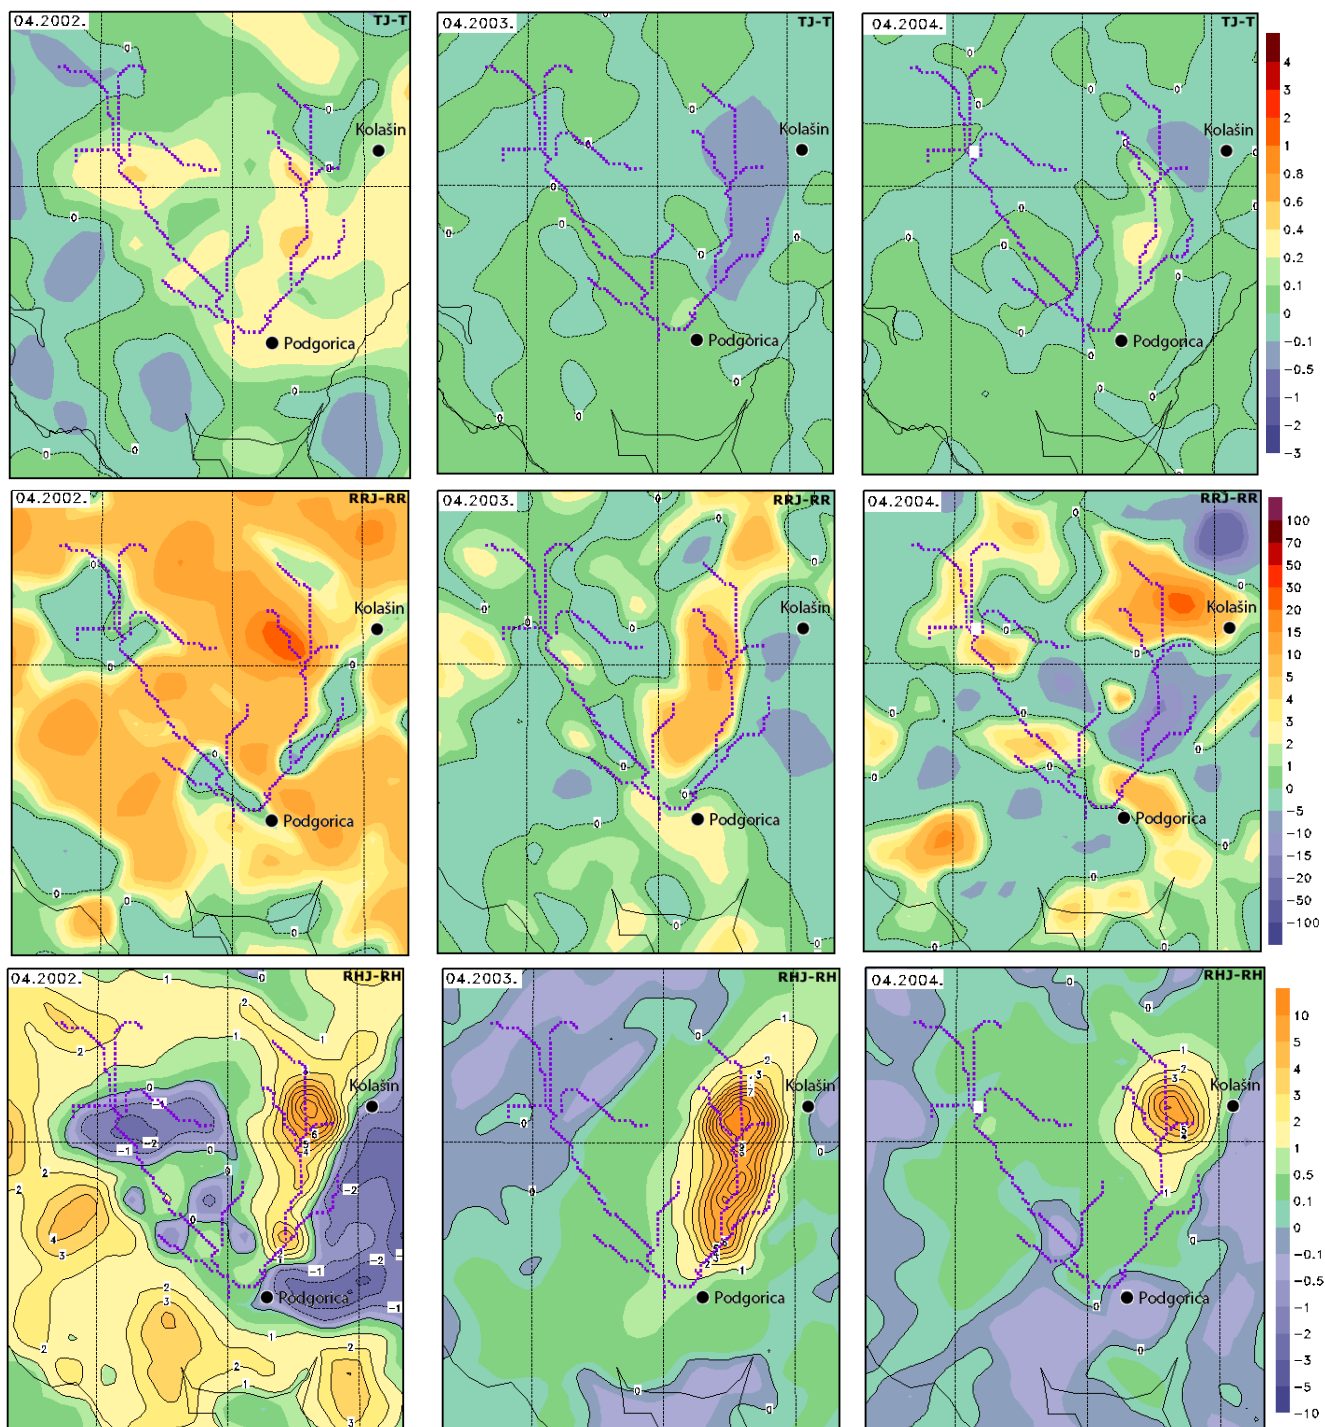 04.2002.
TJ-T
Kolašin
Podgorica
04.2003.
TJ-T
Kolašin
Podgorica
04.2004.
TJ-T
Kolašin
Podgorica
4
3
2
1
0.8
0.6
0.4
0.2
0.1
0
-0.1
-0.5
-1
-2
-3
04.2002.
RRJ-RR
Kolašin
Podgorica
04.2003.
RRJ-RR
Kolašin
Podgorica
04.2004.
RRJ-RR
Kolašin
Podgorica
100
70
50
30
20
15
10
5
4
3
2
1
0
-5
-10
-15
-20
-50
-100
04.2002.
RHJ-RH
Kolašin
Podgorica
04.2003.
RHJ-RH
Kolašin
Podgorica
04.2004.
RHJ-RH
Kolašin
Podgorica
10
5
4
3
2
1
0.5
0.1
0
-0.1
-0.5
-1
-2
-3
-5
-10